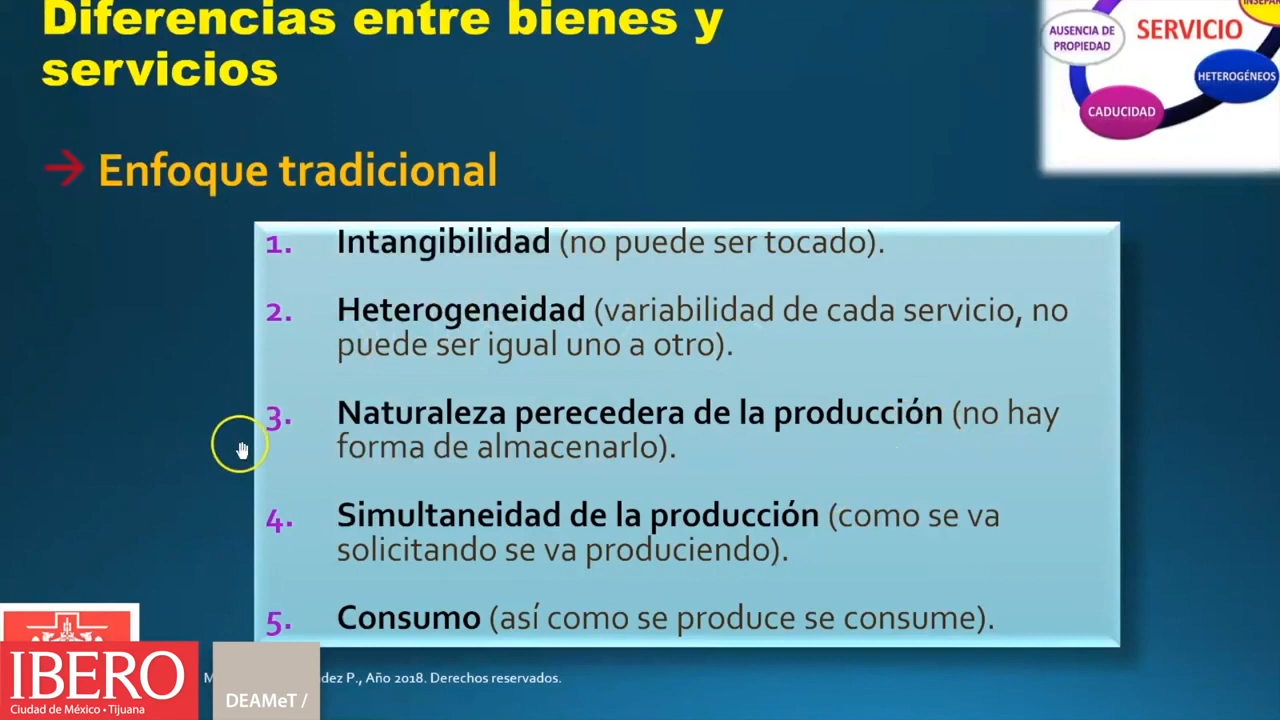 Diferencias entre bienes y
servicios
AUSENCIA DE
PROPIEDAD
SERVICIO
HETEROGÉNEOS
CADUCIDAD
→ Enfoque tradicional
1. Intangibilidad (no puede ser tocado).
2. Heterogeneidad (variabilidad de cada servicio, no
puede ser igual uno a otro).
3. Naturaleza perecedera de la producción (no hay
forma de almacenarlo).
4. Simultaneidad de la producción (como se va
solicitando se va produciendo).
5. Consumo (así como se produce se consume).
P., Año 2018. Derechos reservados.
IBERO
Ciudad de México • Tijuana
DEAMeT /